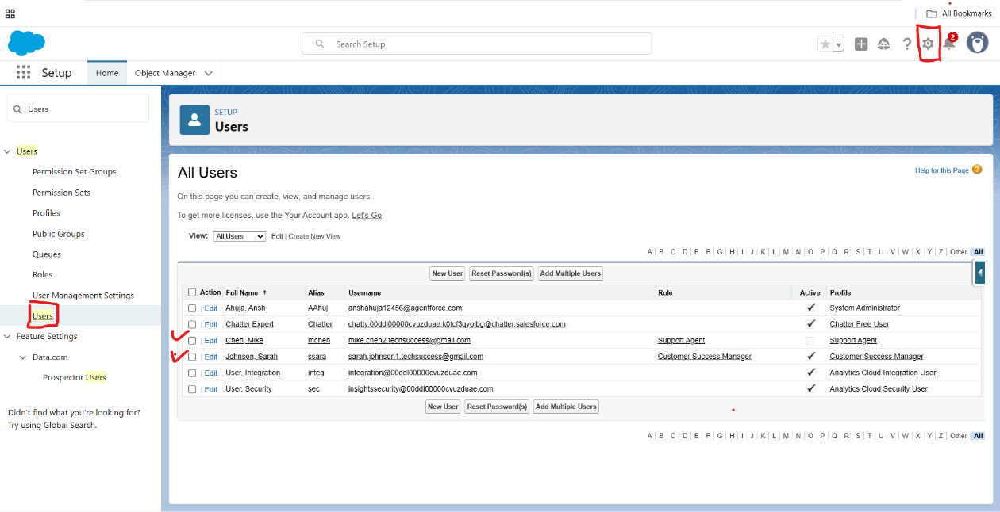 All Bookmarks
Search Setup
2
Setup
Home
Object Manager
Users
Users
Permission Set Groups
Permission Sets
Profiles
Public Groups
Queues
Roles
User Management Settings
Users
Feature Settings
Data.com
Prospector Users
Didn't find what you're looking for?
Try using Global Search.
SETUP
Users
All Users
Help for this Page ?
On this page you can create, view, and manage users.
To get more licenses, use the Your Account app. Let's Go
View: All Users Edit | Create New View
A B C D E F G H I J K L M N O P Q R S T U V W X Y Z Other All
New User Reset Password(s) Add Multiple Users
Action Full Name ↑ Alias Username Role Active Profile
| Edit Ahuja, Ansh AAhuj anshahuja12456@agentforce.com System Administrator
| Edit Chatter Expert Chatter chatty.00ddl00000cvuzduae.k0tcf3qyolbg@chatter.salesforce.com Chatter Free User
| Edit Chen, Mike mchen mike.chen2.techsuccess@gmail.com Support Agent Support Agent
| Edit Johnson, Sarah ssara sarah.johnson1.techsuccess@gmail.com Customer Success Manager Customer Success Manager
| Edit User, Integration integ integration@00ddl00000cvuzduae.com Analytics Cloud Integration User
| Edit User, Security sec insightssecurity@00ddl00000cvuzduae.com Analytics Cloud Security User
New User Reset Password(s) Add Multiple Users
A B C D E F G H I J K L M N O P Q R S T U V W X Y Z Other All